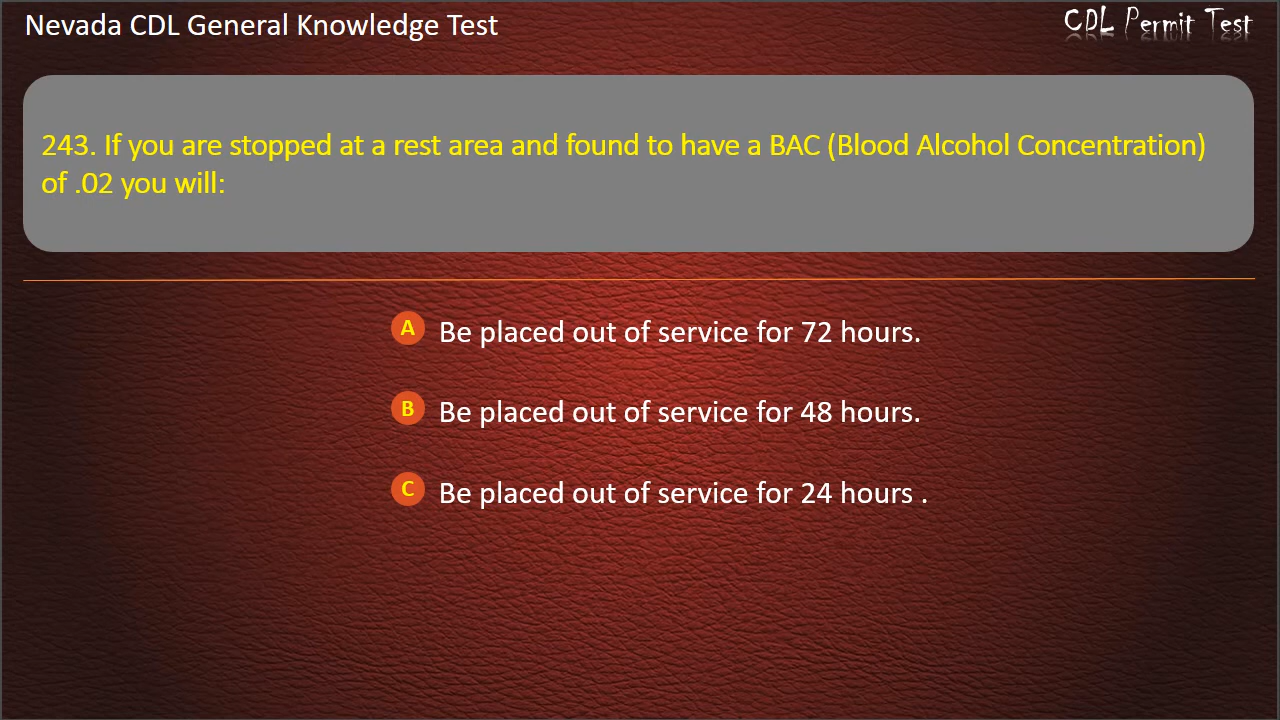 Nevada CDL General Knowledge Test
CDL Permit Test
243. If you are stopped at a rest area and found to have a BAC (Blood Alcohol Concentration)
of .02 you will:
A Be placed out of service for 72 hours.
B Be placed out of service for 48 hours.
C Be placed out of service for 24 hours .